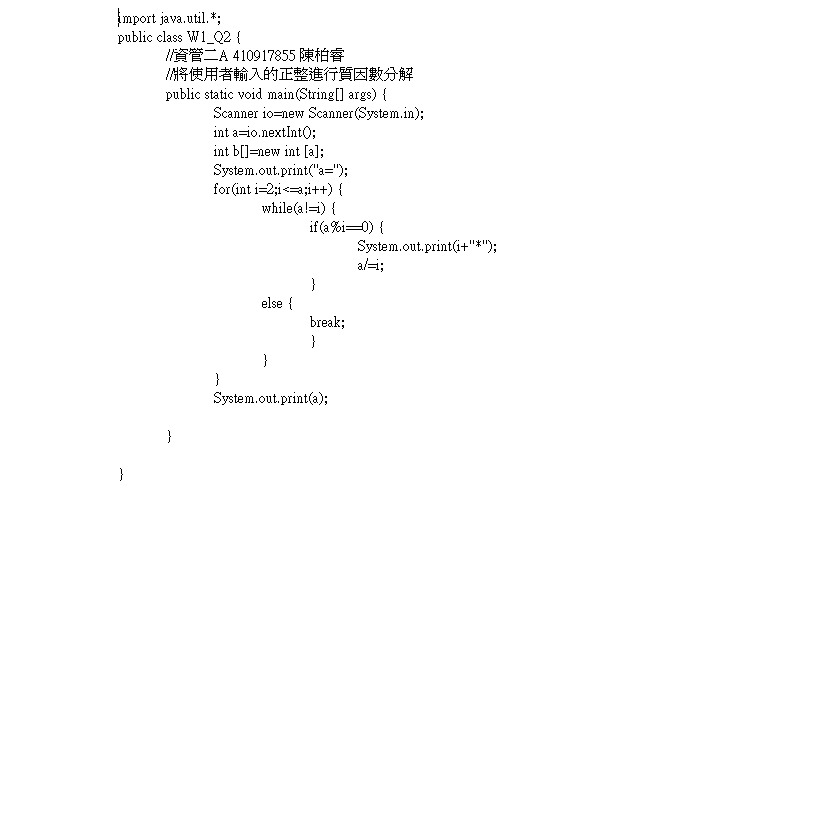 import java.util.*;
public class W1_Q2 {
//資管二A 410917855 陳柏睿
//將使用者輸入的正整進行質因數分解
public static void main(String[] args) {
Scanner io=new Scanner(System.in);
int a=io.nextInt();
int b[]=new int [a];
System.out.print("a=");
for(int i=2;i<=a;i++) {
while(a!=i) {
if(a%i==0) {
System.out.print(i+"*");
a/=i;
}
else {
break;
}
}
}
System.out.print(a);
}
}